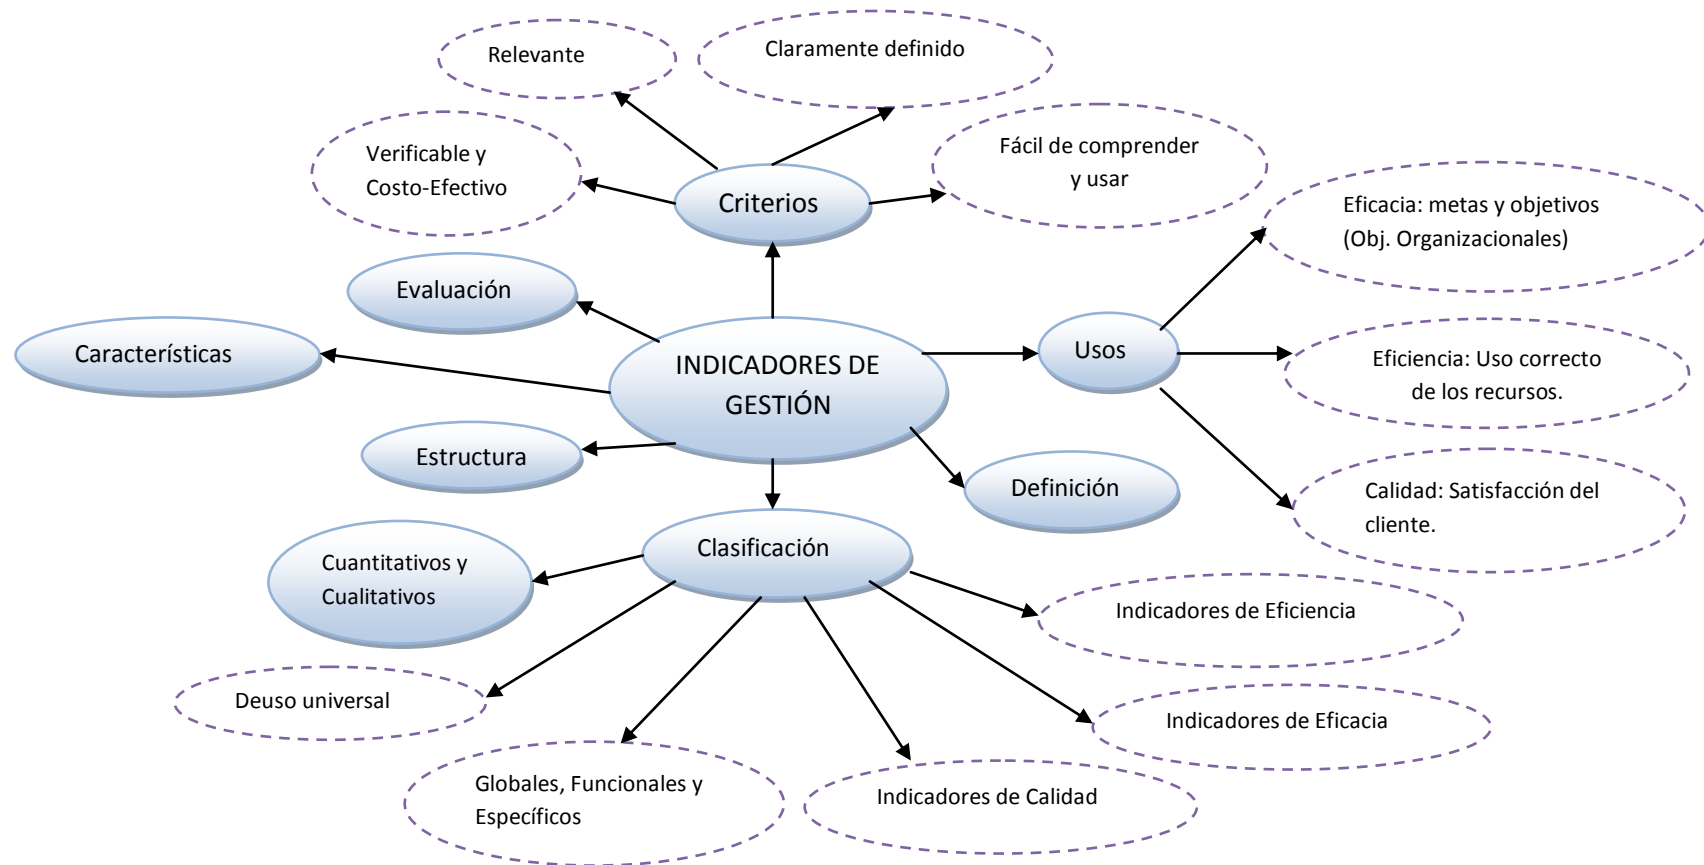 Relevante
Claramente definido
Verificable y
Costo-Efectivo
Fácil de comprender
y usar
Criterios
Eficacia: metas y objetivos
(Obj. Organizacionales)
Evaluación
Características
INDICADORES DE
GESTIÓN
Usos
Eficiencia: Uso correcto
de los recursos.
Estructura
Definición
Calidad: Satisfacción del
cliente.
Clasificación
Cuantitativos y
Cualitativos
Indicadores de Eficiencia
Deuso universal
Indicadores de Eficacia
Globales, Funcionales y
Específicos
Indicadores de Calidad